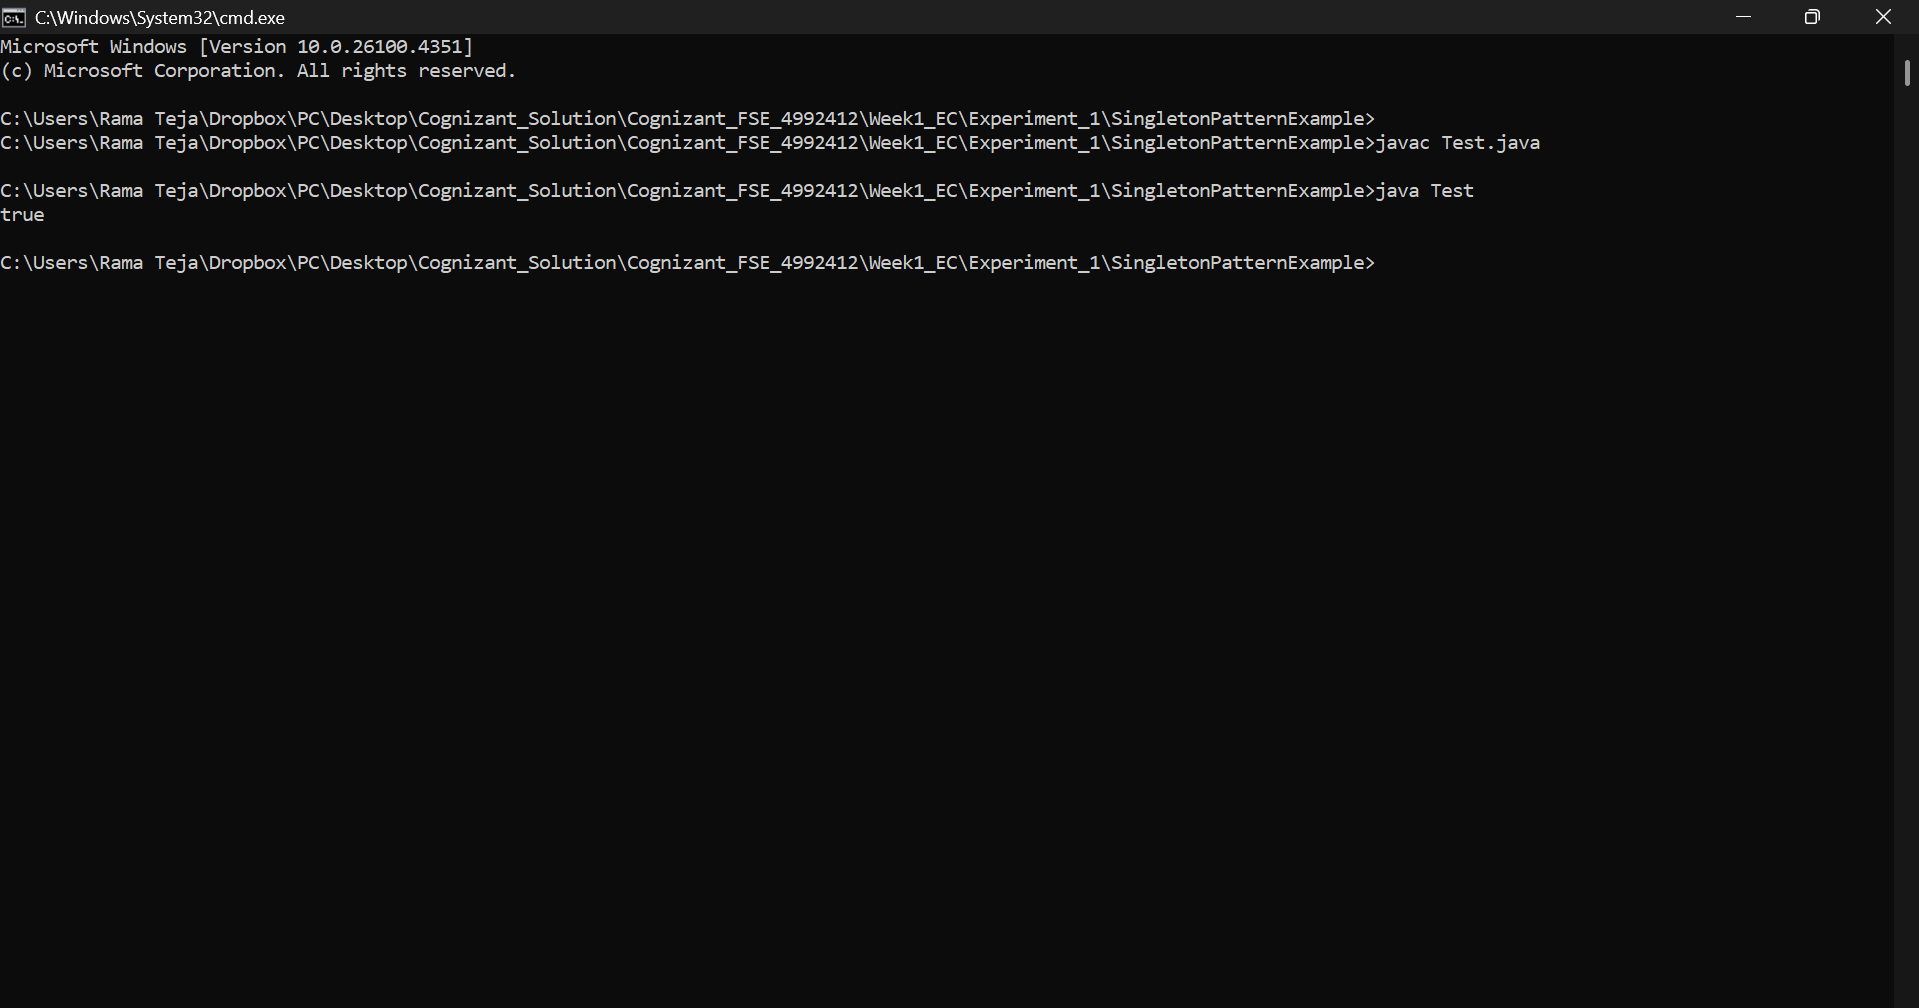 C:\Windows\System32\cmd.exe
Microsoft Windows [Version 10.0.26100.4351]
(c) Microsoft Corporation. All rights reserved.
C:\Users\Rama Teja\Dropbox\PC\Desktop\Cognizant_Solution\Cognizant_FSE_4992412\Week1_EC\Experiment_1\SingletonPatternExample>
C:\Users\Rama Teja\Dropbox\PC\Desktop\Cognizant_Solution\Cognizant_FSE_4992412\Week1_EC\Experiment_1\SingletonPatternExample>javac Test.java
C:\Users\Rama Teja\Dropbox\PC\Desktop\Cognizant_Solution\Cognizant_FSE_4992412\Week1_EC\Experiment_1\SingletonPatternExample>java Test
true
C:\Users\Rama Teja\Dropbox\PC\Desktop\Cognizant_Solution\Cognizant_FSE_4992412\Week1_EC\Experiment_1\SingletonPatternExample>